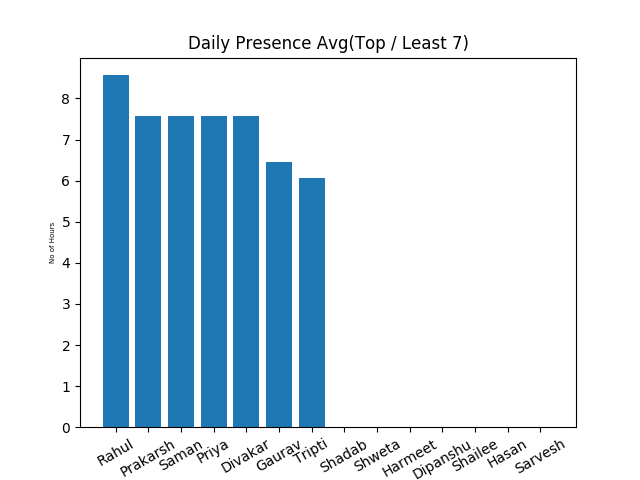 Daily Presence Avg(Top / Least 7)
No of Hours
8
7
6
5
4
3
2
1
0
Rahul
Prakarsh
Saman
Priya
Divakar
Gaurav
Tripti
Shadab
Shweta
Harmeet
Dipanshu
Shailee
Hasan
Sarvesh